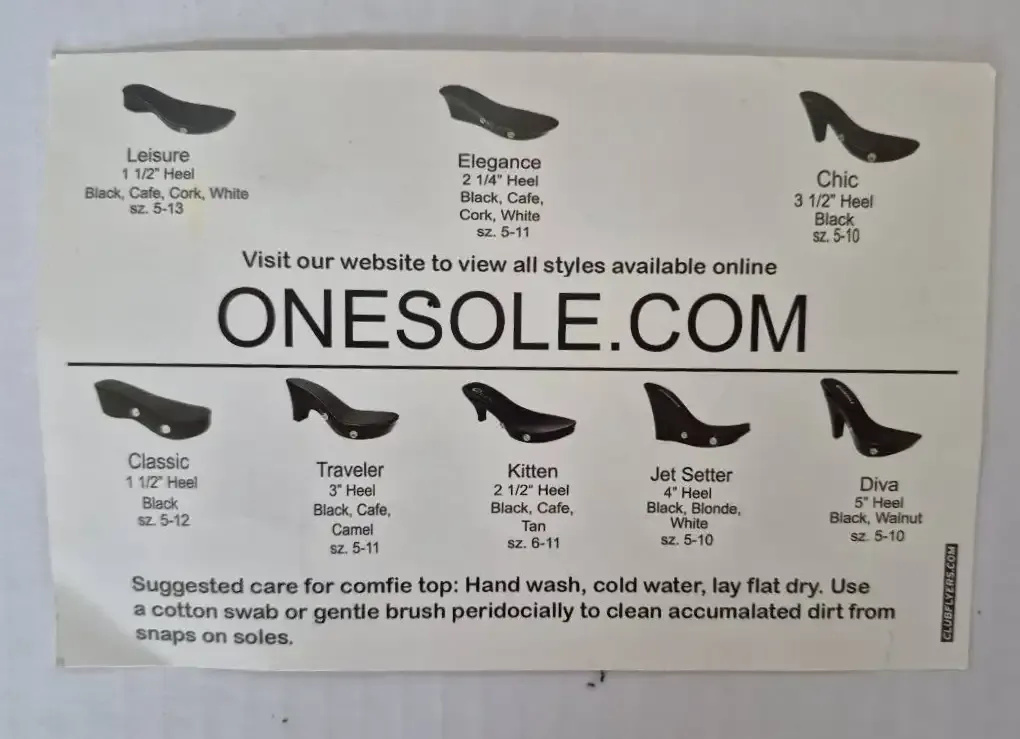 Leisure
1 1/2" Heel
Black, Cafe, Cork, White
sz. 5-13
Elegance
2 1/4" Heel
Black, Cafe,
Cork, White
sz. 5-11
Chic
3 1/2" Heel
Black
sz. 5-10
Visit our website to view all styles available online
ONESOLE.COM
Classic
1 1/2" Heel
Black
sz. 5-12
Traveler
3" Heel
Black, Cafe,
Camel
sz. 5-11
Kitten
2 1/2" Heel
Black, Cafe,
Tan
sz. 6-11
Jet Setter
4" Heel
Black, Blonde,
White
sz. 5-10
Diva
5" Heel
Black, Walnut
sz. 5-10
Suggested care for comfie top: Hand wash, cold water, lay flat dry. Use
a cotton swab or gentle brush peridocially to clean accumalated dirt from
snaps on soles.
CLUBFLYERS.COM